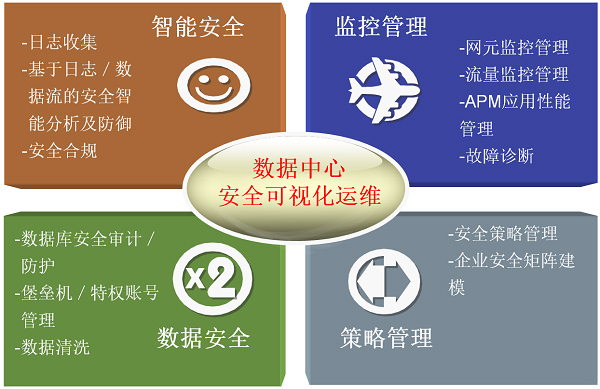 智能安全
-日志收集
-基于日志／数
据流的安全智
能分析及防御
-安全合规
监控管理
-网元监控管理
-流量监控管理
-APM应用性能
管理
-故障诊断
数据中心
安全可视化运维
-数据库安全审计／
防护
-堡垒机／特权账号
管理
-数据清洗
X2
数据安全
-安全策略管理
-企业安全矩阵建
模
策略管理